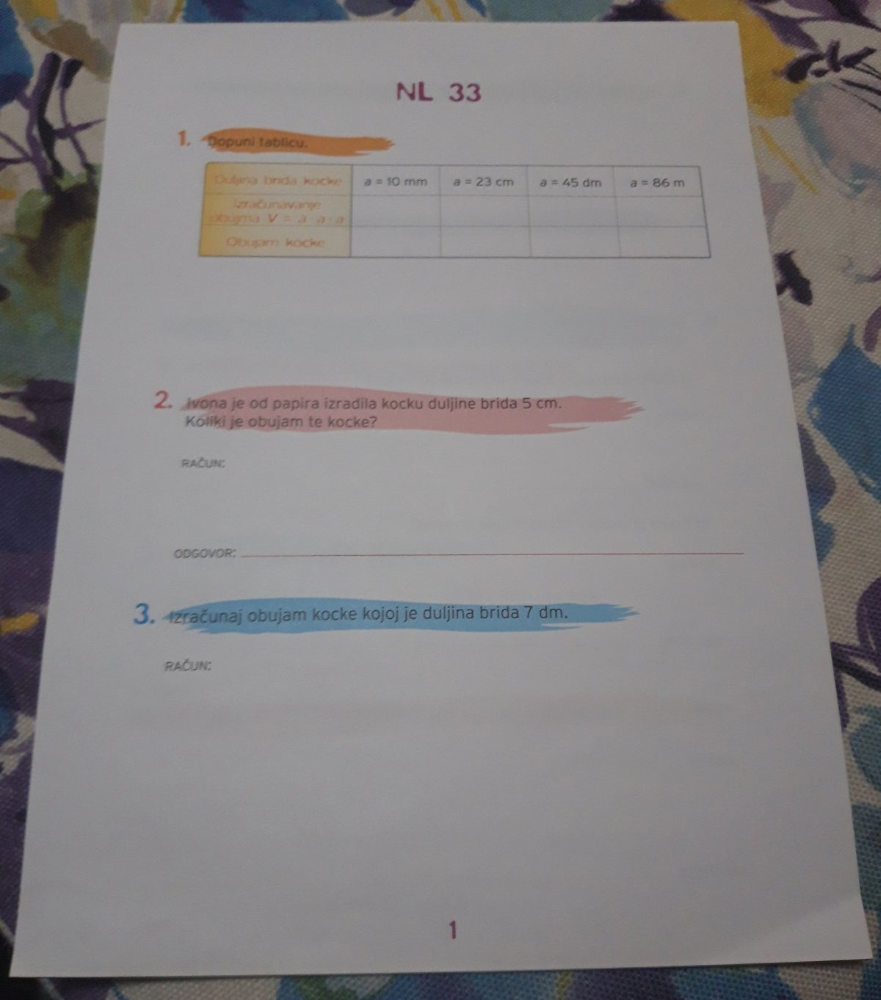 NL 33
1. Dopuni tablicu.
Duljina brida kocke a = 10 mm a = 23 cm a = 45 dm a = 86 m
Izračunavanje
obujma V = a · a · a
Obujam kocke
2. Ivona je od papira izradila kocku duljine brida 5 cm.
Koliki je obujam te kocke?
RAČUN:
ODGOVOR:
3. Izračunaj obujam kocke kojoj je duljina brida 7 dm.
RAČUN:
1